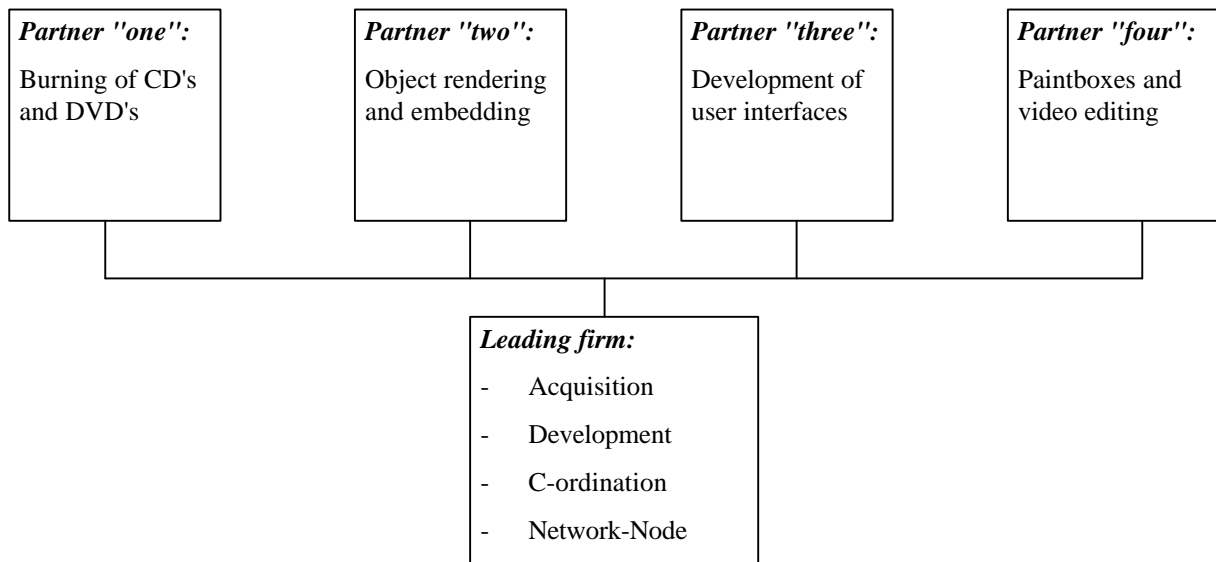 Partner "one":
Burning of CD's
and DVD's
Partner "two":
Object rendering
and embedding
Partner "three":
Development of
user interfaces
Partner "four":
Paintboxes and
video editing
Leading firm:
- Acquisition
- Development
- C-ordination
- Network-Node